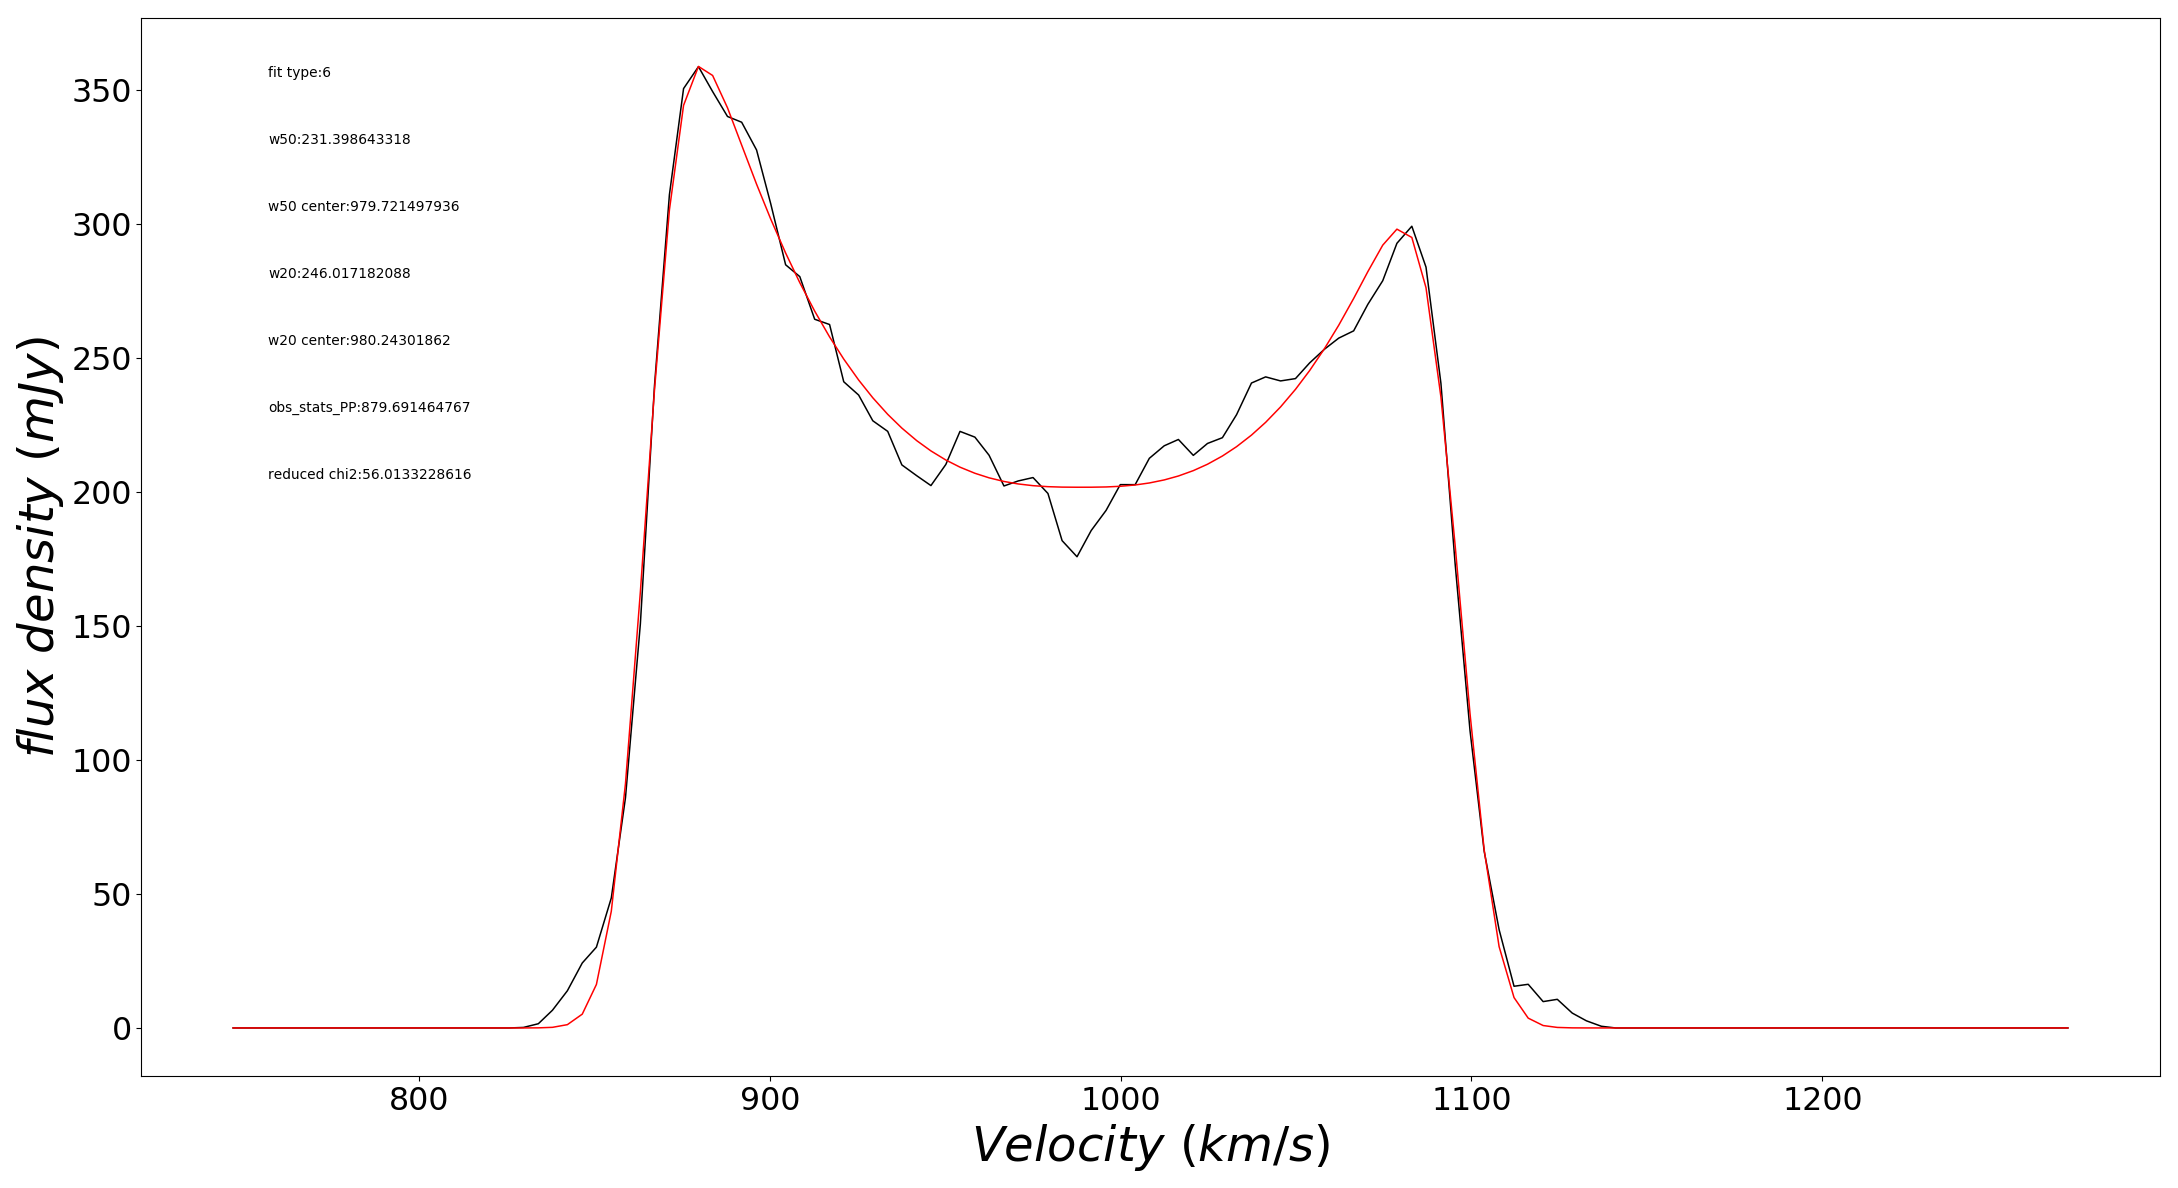 fit type:6
w50:231.398643318
w50 center:979.721497936
w20:246.017182088
w20 center:980.24301862
obs_stats_PP:879.691464767
reduced chi2:56.0133228616
flux density (mJy)
350
300
250
200
150
100
50
0
800 900 1000 1100 1200
Velocity (km/s)